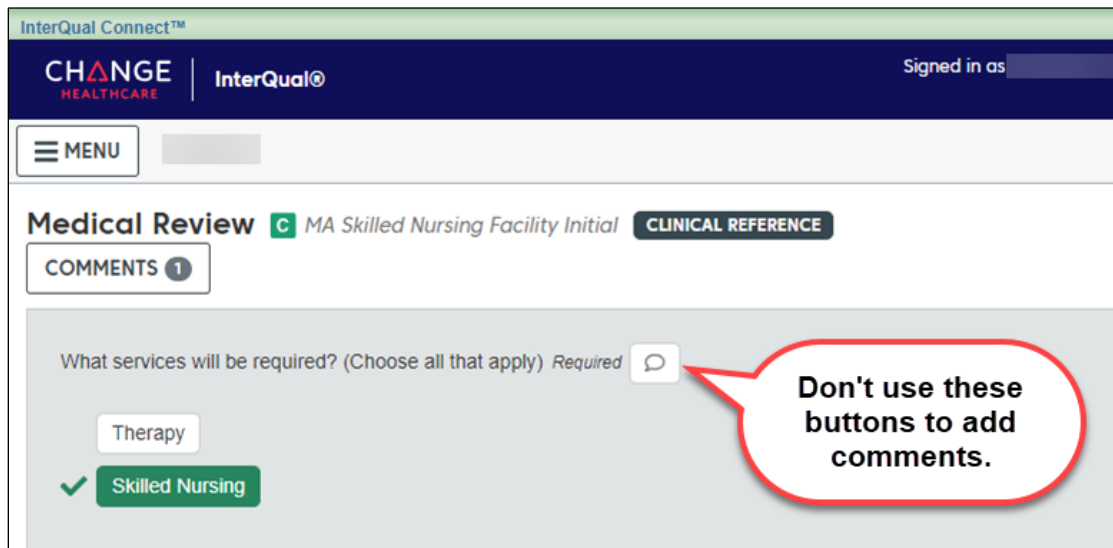 InterQual Connect™
CHANGE
HEALTHCARE
InterQual®
Signed in as
MENU
Medical Review C MA Skilled Nursing Facility Initial CLINICAL REFERENCE
COMMENTS 1
What services will be required? (Choose all that apply) Required
Don't use these
buttons to add
comments.
Therapy
Skilled Nursing